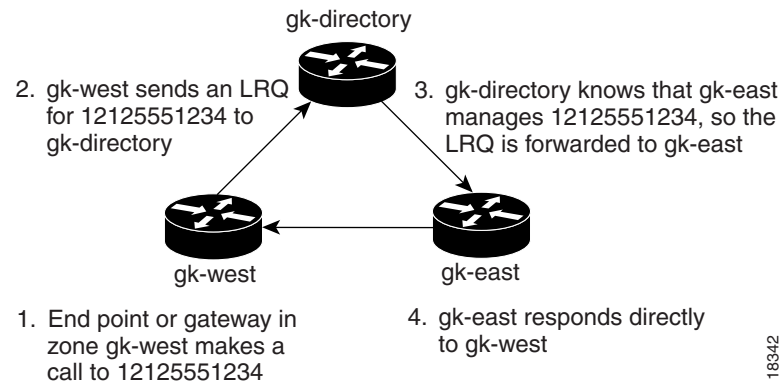 gk-directory
2. gk-west sends an LRQ
for 12125551234 to
gk-directory
3. gk-directory knows that gk-east
manages 12125551234, so the
LRQ is forwarded to gk-east
gk-west
gk-east
1. End point or gateway in
zone gk-west makes a
call to 12125551234
4. gk-east responds directly
to gk-west
18342